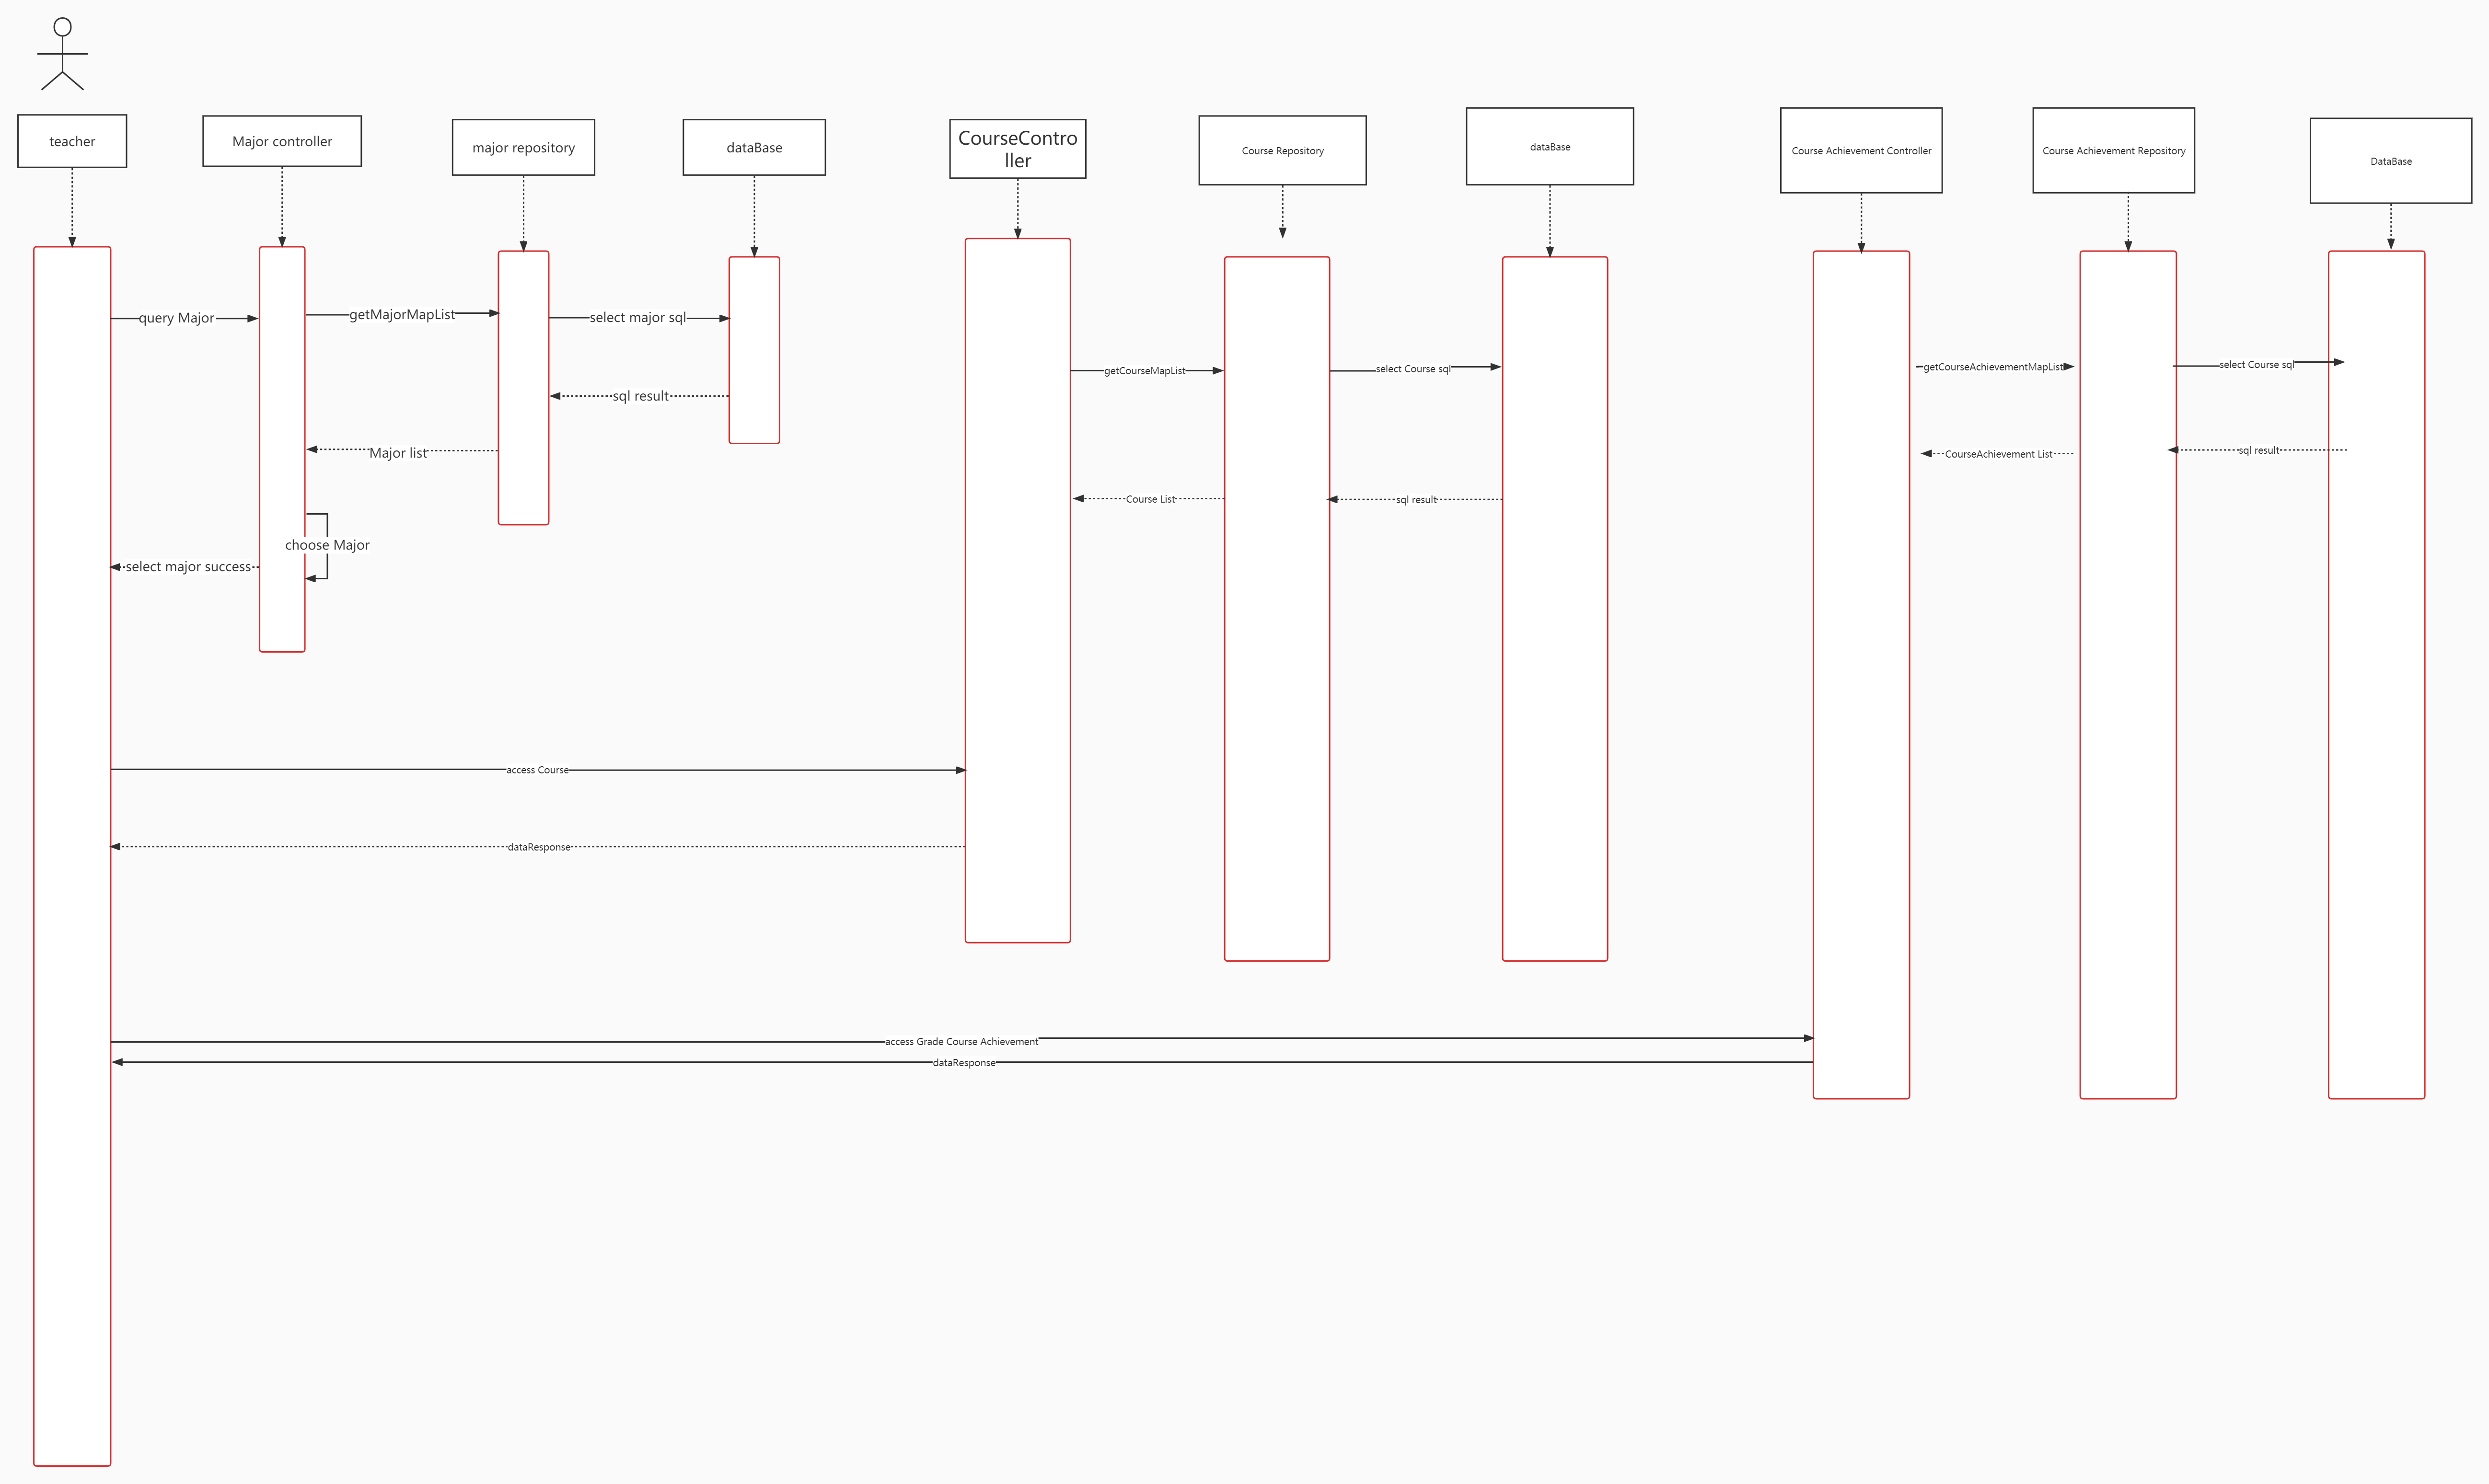 teacher
Major controller
major repository
dataBase
CourseContro
ller
Course Repository
dataBase
Course Achievement Controller
Course Achievement Repository
DataBase
query Major
getMajorMapList
select major sql
getCourseMapList
select Course sql
getCourseAchievementMapList
select Course sql
sql result
Major list
CourseAchievement List
sql result
Course List
sql result
choose Major
select major success
access Course
dataResponse
access Grade Course Achievement
dataResponse